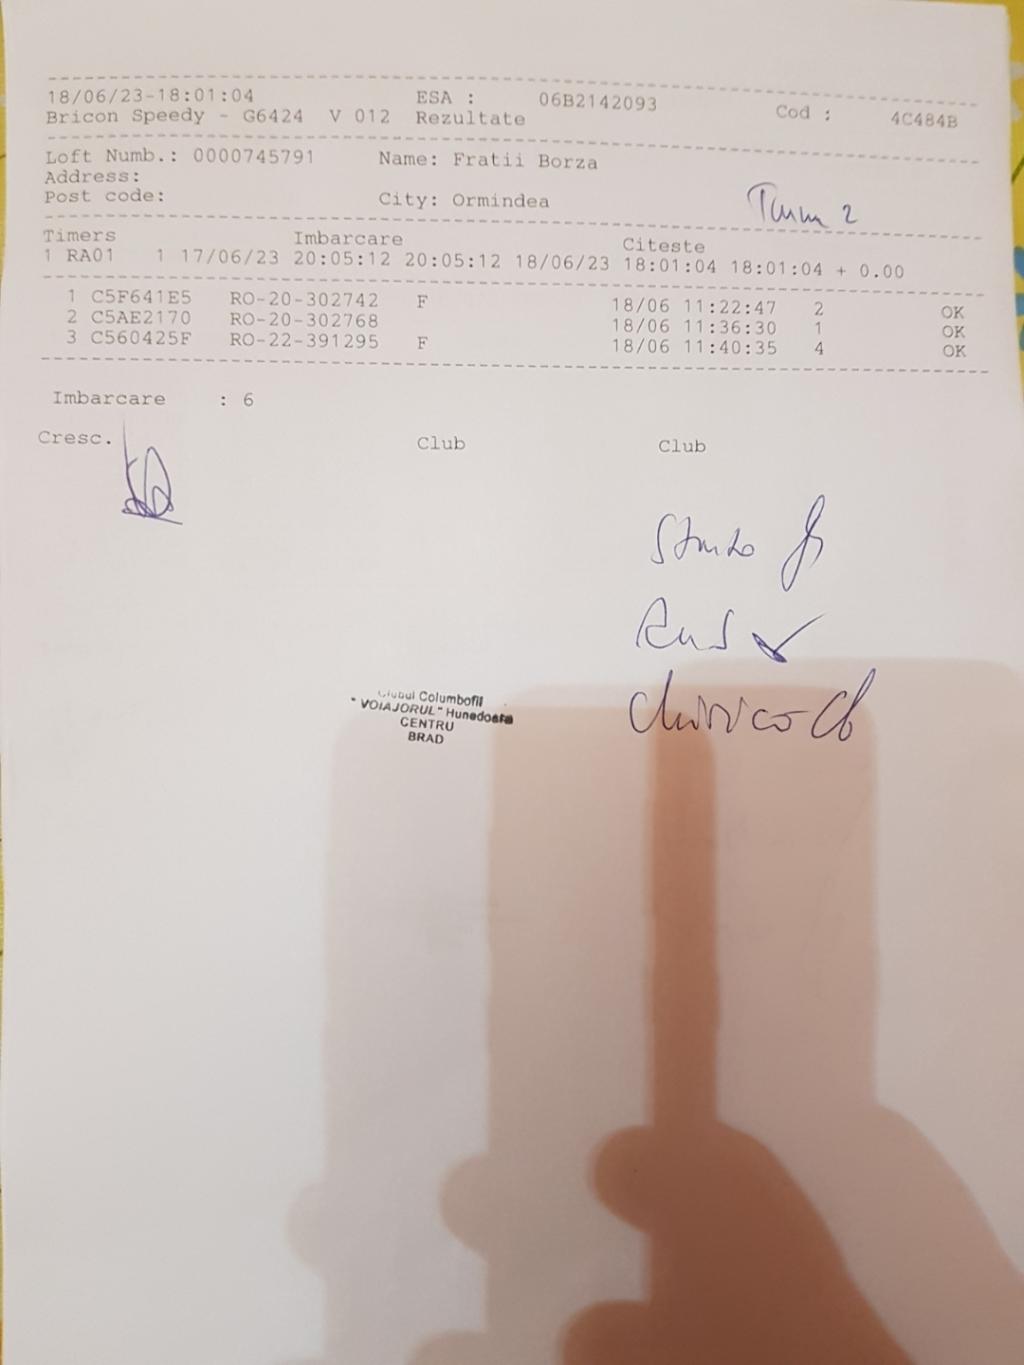 18/06/23-18:01:04 ESA : 06B2142093 Cod : 4C484B
Bricon Speedy - G6424 V 012 Rezultate
Loft Numb.: 0000745791 Name: Fratii Borza
Address:
Post code: City: Ormindea
Timers Imbarcare Citeste
1 RA01 1 17/06/23 20:05:12 20:05:12 18/06/23 18:01:04 18:01:04 + 0.00
1 C5F641E5 RO-20-302742 F 18/06 11:22:47 2 OK
2 C5AE2170 RO-20-302768 18/06 11:36:30 1 OK
3 C560425F RO-22-391295 F 18/06 11:40:35 4 OK
Imbarcare : 6
Cresc. Club Club
Clubul Columbofil
"VOIAJORUL" Hunedoara
CENTRU
BRAD